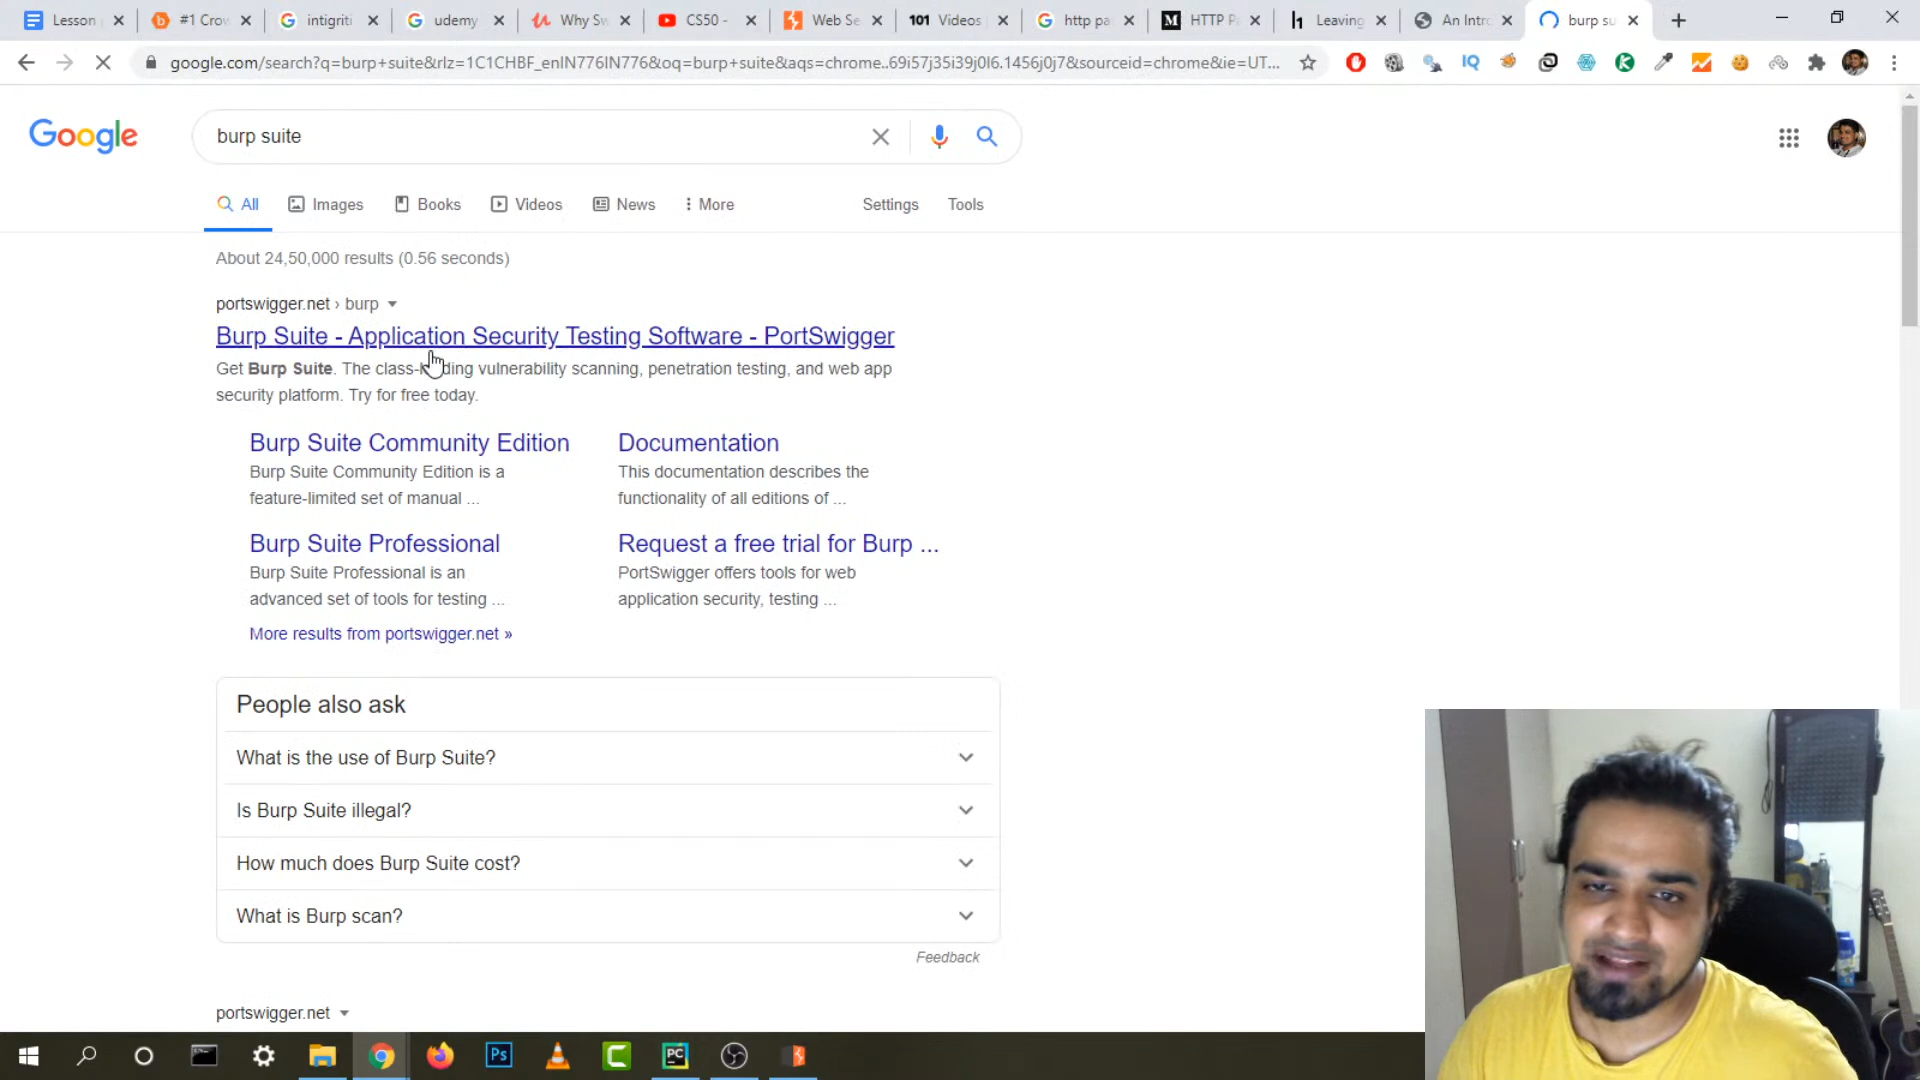 Lesson
#1 Crow
intigriti
udemy
Why Sw
CS50 -
Web Se
101 Videos
http pa
HTTP P
Leaving
An Intro
burp su
google.com/search?q=burp+suite&rlz=1C1CHBF_enIN776IN776&oq=burp+suite&aqs=chrome..69i57j35i39j0l6.1456j0j7&sourceid=chrome&ie=UT...
Google
burp suite
All
Images
Books
Videos
News
More
Settings
Tools
About 24,50,000 results (0.56 seconds)
portswigger.net › burp
Burp Suite - Application Security Testing Software - PortSwigger
Get Burp Suite. The class-leading vulnerability scanning, penetration testing, and web app
security platform. Try for free today.
Burp Suite Community Edition
Burp Suite Community Edition is a
feature-limited set of manual ...
Documentation
This documentation describes the
functionality of all editions of ...
Burp Suite Professional
Burp Suite Professional is an
advanced set of tools for testing ...
Request a free trial for Burp ...
PortSwigger offers tools for web
application security, testing ...
More results from portswigger.net »
People also ask
What is the use of Burp Suite?
Is Burp Suite illegal?
How much does Burp Suite cost?
What is Burp scan?
Feedback
portswigger.net